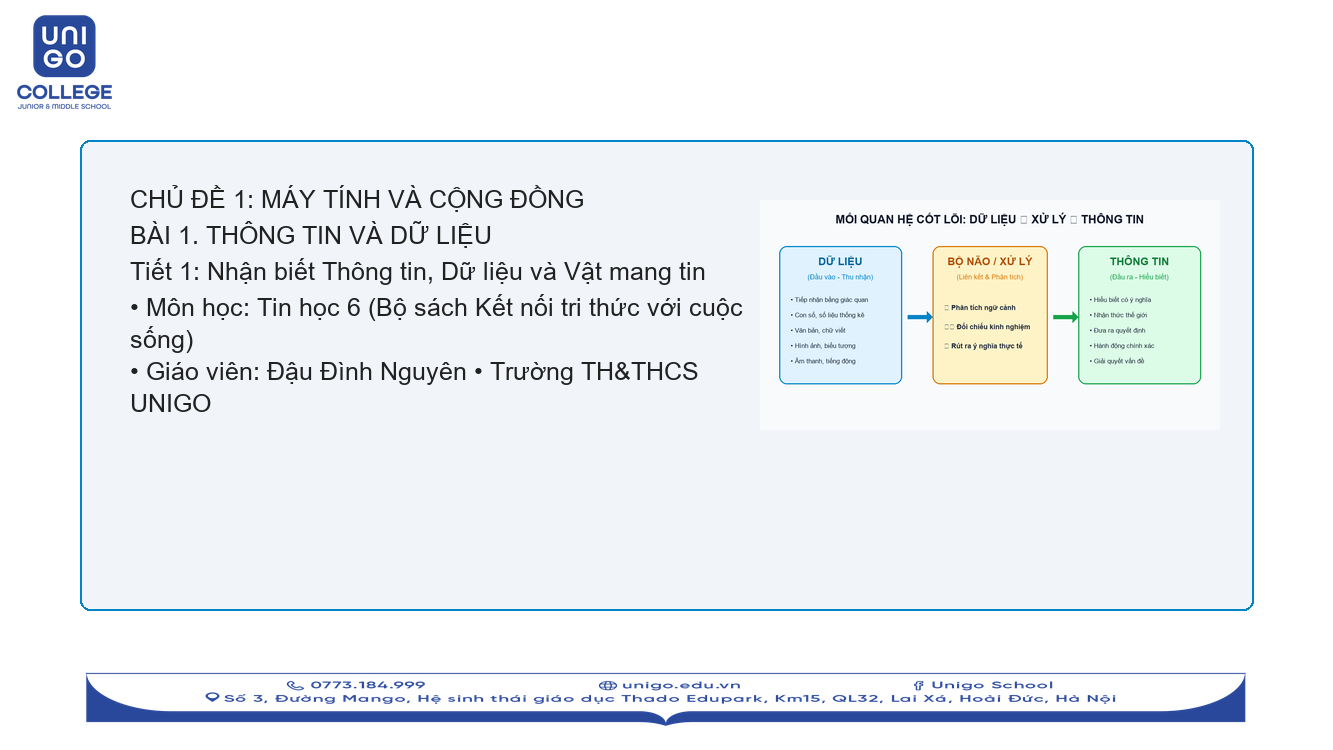 UNI
GO
COLLEGE
JUNIOR & MIDDLE SCHOOL
CHỦ ĐỀ 1: MÁY TÍNH VÀ CỘNG ĐỒNG
BÀI 1. THÔNG TIN VÀ DỮ LIỆU
Tiết 1: Nhận biết Thông tin, Dữ liệu và Vật mang tin
• Môn học: Tin học 6 (Bộ sách Kết nối tri thức với cuộc
sống)
• Giáo viên: Đậu Đình Nguyên • Trường TH&THCS
UNIGO
MỐI QUAN HỆ CỐT LÕI: DỮ LIỆU XỬ LÝ THÔNG TIN
DỮ LIỆU
(Đầu vào - Thu nhận)
• Tiếp nhận bằng giác quan
• Con số, số liệu thống kê
• Văn bản, chữ viết
• Hình ảnh, biểu tượng
• Âm thanh, tiếng động
BỘ NÃO / XỬ LÝ
(Liên kết & Phân tích)
Phân tích ngữ cảnh
Đối chiếu kinh nghiệm
Rút ra ý nghĩa thực tế
THÔNG TIN
(Đầu ra - Hiểu biết)
• Hiểu biết có ý nghĩa
• Nhận thức thế giới
• Đưa ra quyết định
• Hành động chính xác
• Giải quyết vấn đề
0773.184.999
unigo.edu.vn
Unigo School
Số 3, Đường Mango, Hệ sinh thái giáo dục Thado Edupark, Km15, QL32, Lai Xá, Hoài Đức, Hà Nội